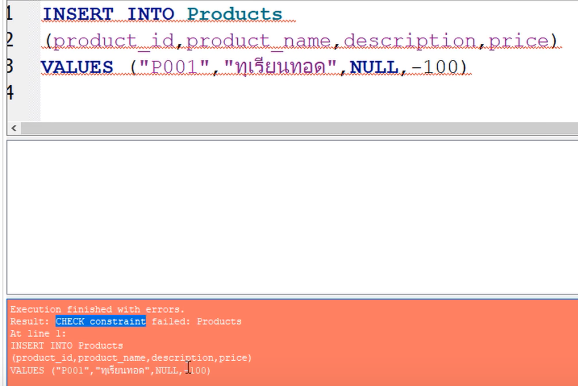 1 INSERT INTO Products
2 (product_id,product_name,description,price)
3 VALUES ("P001","ทุเรียนทอด",NULL,-100)
4
<
Execution finished with errors.
Result: CHECK constraint failed: Products
At line 1:
INSERT INTO Products
(product_id,product_name,description,price)
VALUES ("P001","ทุเรียนทอด",NULL,-100)